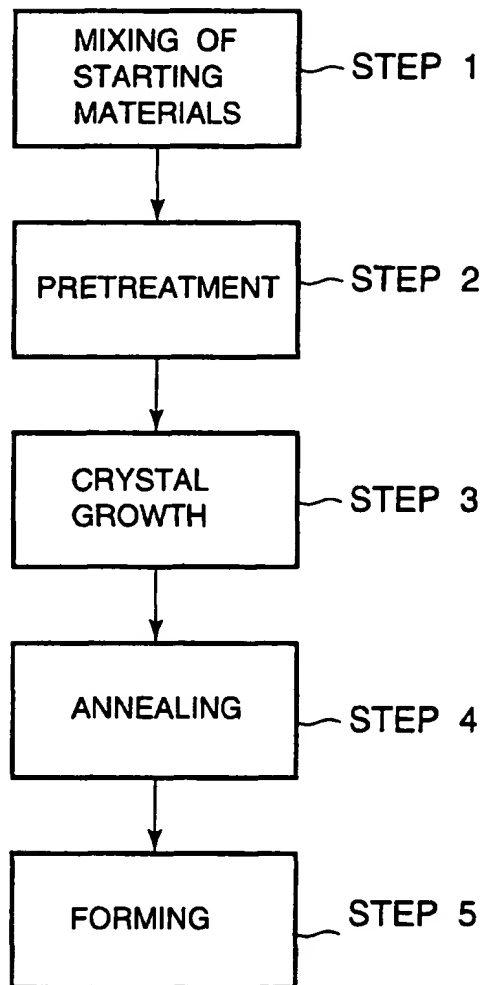 MIXING OF
STARTING
MATERIALS
STEP 1
PRETREATMENT
STEP 2
CRYSTAL
GROWTH
STEP 3
ANNEALING
STEP 4
FORMING
STEP 5